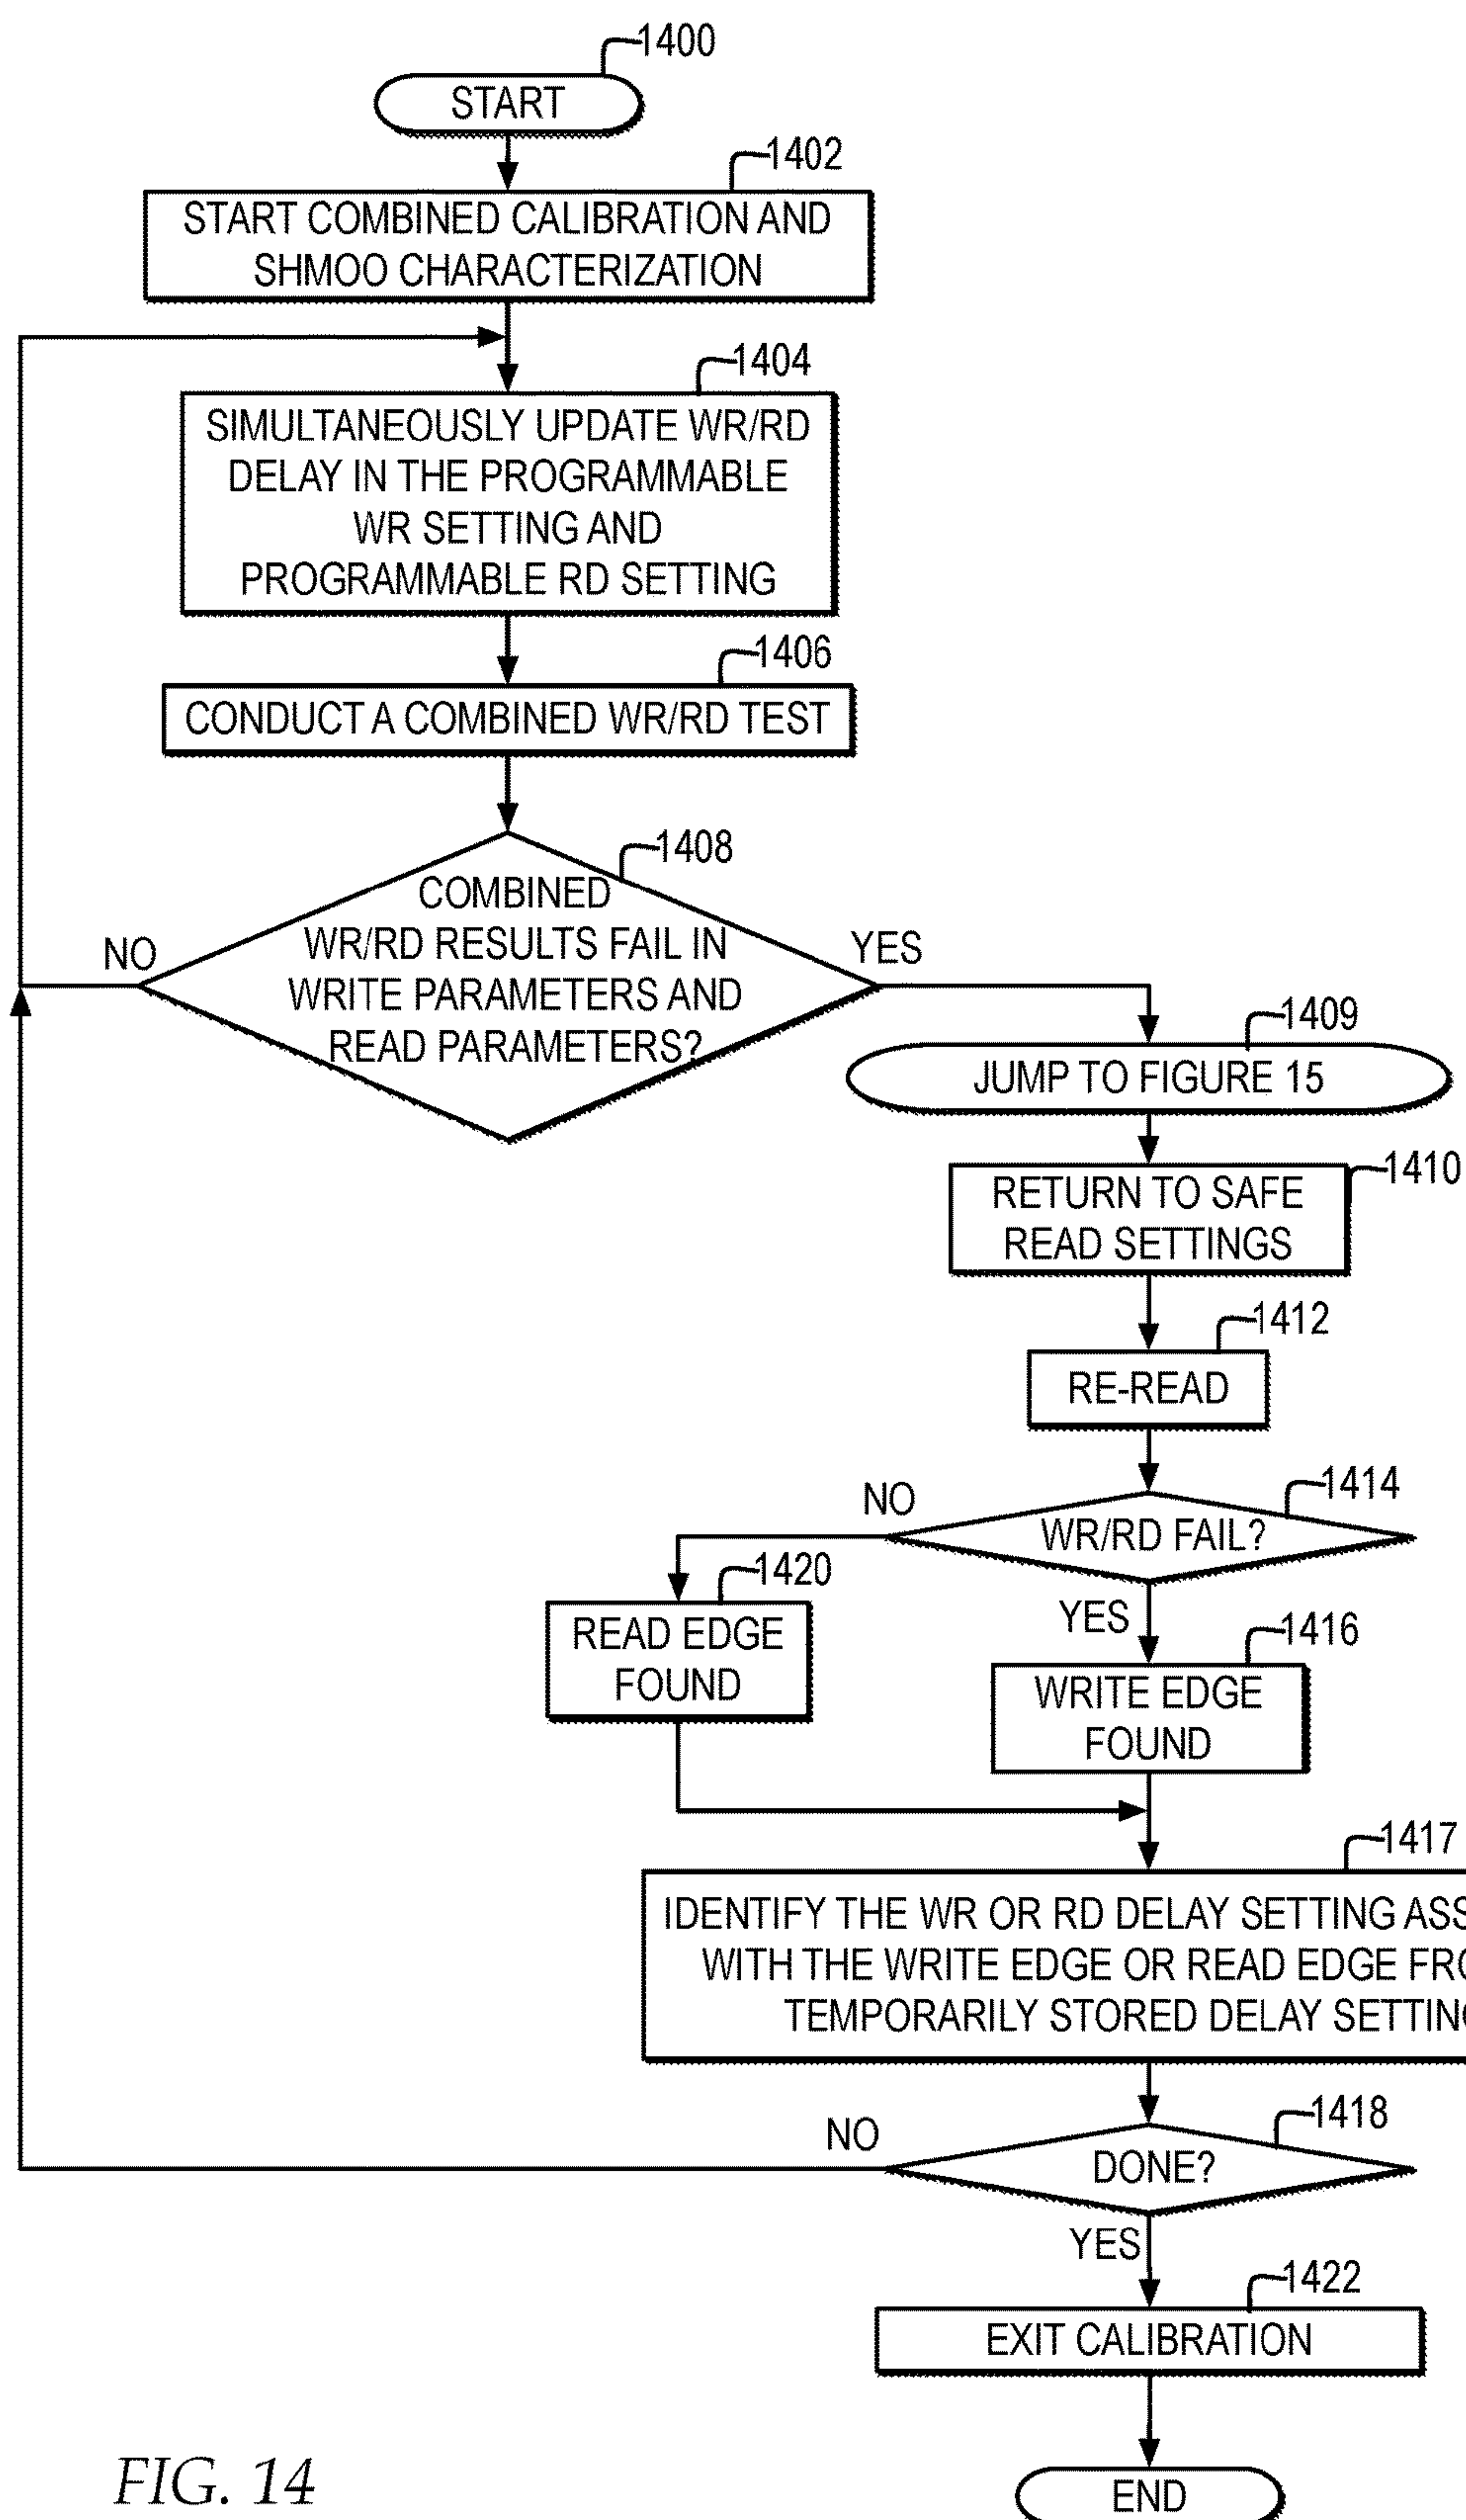 1400
START
1402
START COMBINED CALIBRATION AND
SHMOO CHARACTERIZATION
1404
SIMULTANEOUSLY UPDATE WR/RD
DELAY IN THE PROGRAMMABLE
WR SETTING AND
PROGRAMMABLE RD SETTING
1406
CONDUCT A COMBINED WR/RD TEST
1408
COMBINED
WR/RD RESULTS FAIL IN
WRITE PARAMETERS AND
READ PARAMETERS?
NO
YES
1409
JUMP TO FIGURE 15
1410
RETURN TO SAFE
READ SETTINGS
1412
RE-READ
1414
WR/RD FAIL?
NO
YES
1420
READ EDGE
FOUND
1416
WRITE EDGE
FOUND
1417
IDENTIFY THE WR OR RD DELAY SETTING
WITH THE WRITE EDGE OR READ EDGE
TEMPORARILY STORED DELAY
1418
DONE?
NO
YES
1422
EXIT CALIBRATION
END
FIG. 14